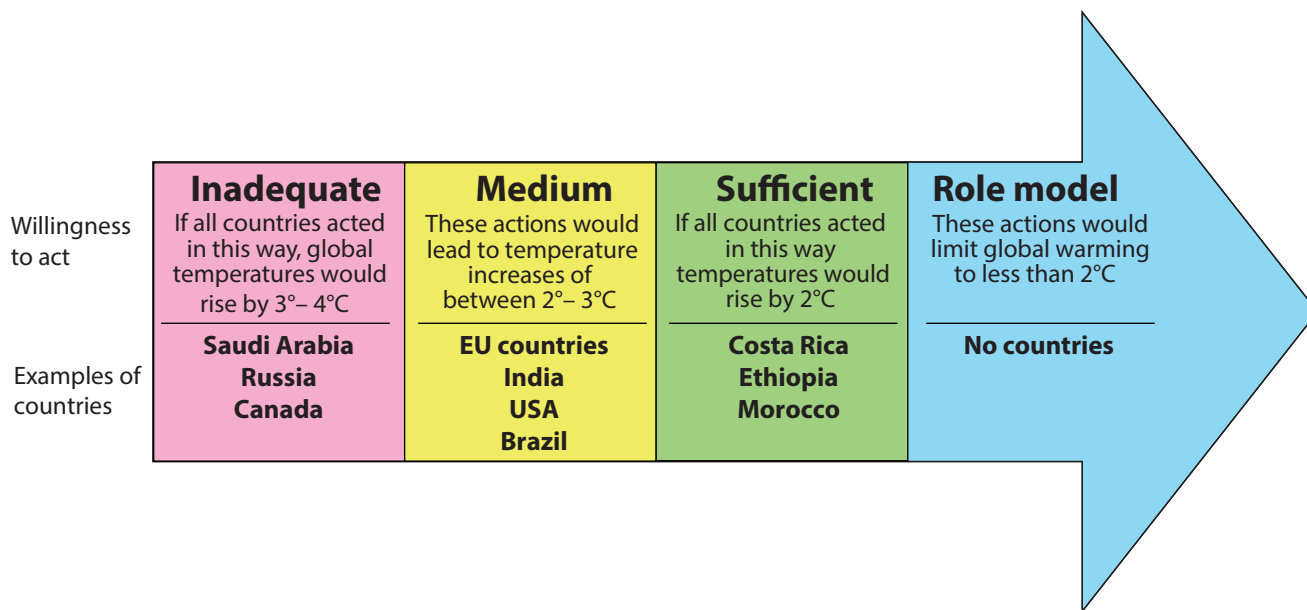 Willingness
to act
Inadequate
If all countries acted
in this way, global
temperatures would
rise by 3°– 4°C
Medium
These actions would
lead to temperature
increases of
between 2°– 3°C
Sufficient
If all countries acted
in this way
temperatures would
rise by 2°C
Role model
These actions would
limit global warming
to less than 2°C
Examples of
countries
Saudi Arabia
Russia
Canada
EU countries
India
USA
Brazil
Costa Rica
Ethiopia
Morocco
No countries